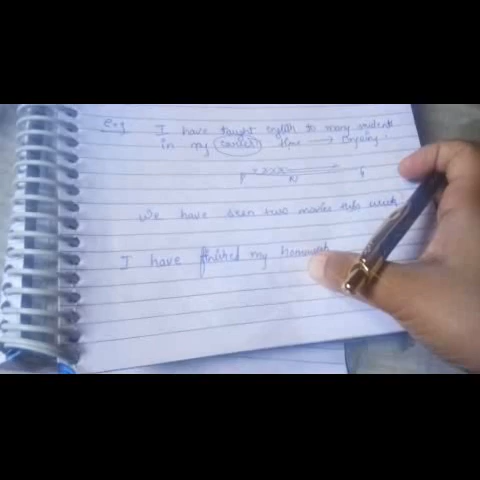 e.g I have taught english to many students
in my career time → Ongoing
P x x x x N f
We have seen two movies this week
I have finished my homework